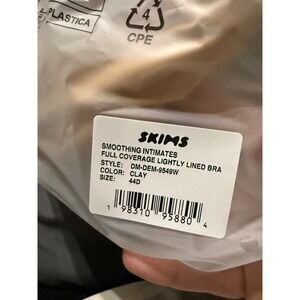 PLASTICA
4
CPE
SKIMS
SMOOTHING INTIMATES
FULL COVERAGE LIGHTLY LINED BRA
STYLE: DM-DEM-9549W
COLOR: CLAY
SIZE: 44D
1 98310 95880 4